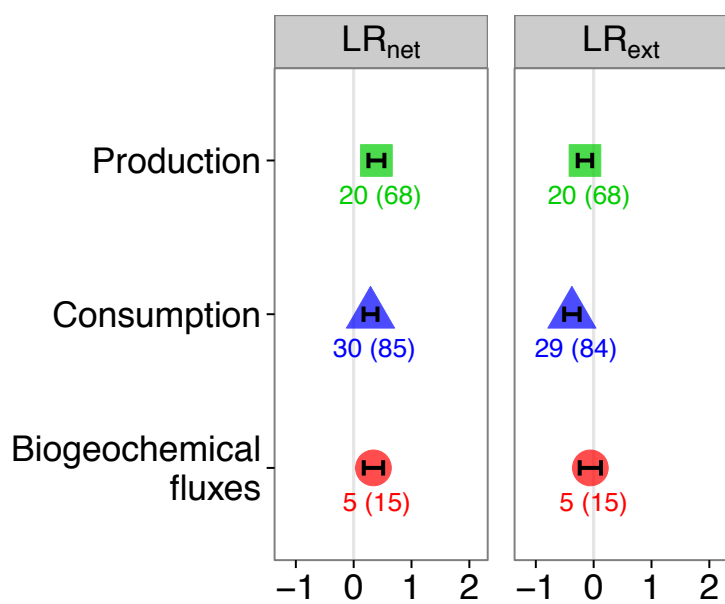 LRnet
LRext
Production
20 (68)
20 (68)
Consumption
30 (85)
29 (84)
Biogeochemical
fluxes
5 (15)
5 (15)
−1 0 1 2
−1 0 1 2